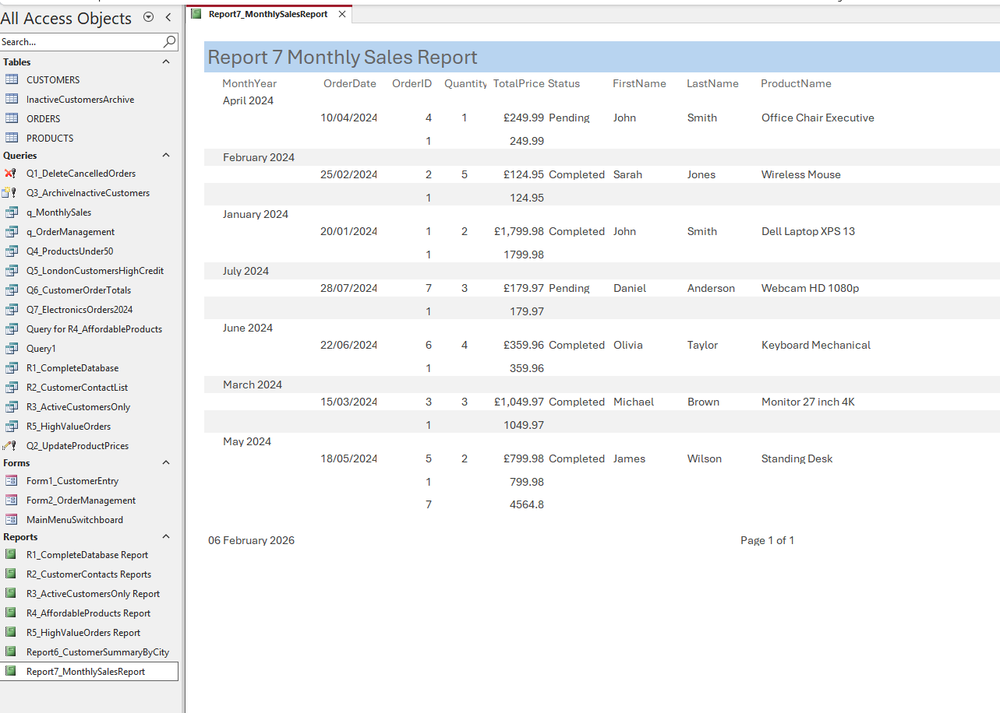 All Access Objects
Search...
Tables
CUSTOMERS
InactiveCustomersArchive
ORDERS
PRODUCTS
Queries
Q1_DeleteCancelledOrders
Q3_ArchiveInactiveCustomers
q_MonthlySales
q_OrderManagement
Q4_ProductsUnder50
Q5_LondonCustomersHighCredit
Q6_CustomerOrderTotals
Q7_ElectronicsOrders2024
Query for R4_AffordableProducts
Query1
R1_CompleteDatabase
R2_CustomerContactList
R3_ActiveCustomersOnly
R5_HighValueOrders
Q2_UpdateProductPrices
Forms
Form1_CustomerEntry
Form2_OrderManagement
MainMenuSwitchboard
Reports
R1_CompleteDatabase Report
R2_CustomerContacts Reports
R3_ActiveCustomersOnly Report
R4_AffordableProducts Report
R5_HighValueOrders Report
Report6_CustomerSummaryByCity
Report7_MonthlySalesReport
Report7_MonthlySalesReport
Report 7 Monthly Sales Report
MonthYear OrderDate OrderID Quantity TotalPrice Status FirstName LastName ProductName
April 2024
10/04/2024 4 1 £249.99 Pending John Smith Office Chair Executive
1 249.99
February 2024
25/02/2024 2 5 £124.95 Completed Sarah Jones Wireless Mouse
1 124.95
January 2024
20/01/2024 1 2 £1,799.98 Completed John Smith Dell Laptop XPS 13
1 1799.98
July 2024
28/07/2024 7 3 £179.97 Pending Daniel Anderson Webcam HD 1080p
1 179.97
June 2024
22/06/2024 6 4 £359.96 Completed Olivia Taylor Keyboard Mechanical
1 359.96
March 2024
15/03/2024 3 3 £1,049.97 Completed Michael Brown Monitor 27 inch 4K
1 1049.97
May 2024
18/05/2024 5 2 £799.98 Completed James Wilson Standing Desk
1 799.98
7 4564.8
06 February 2026 Page 1 of 1